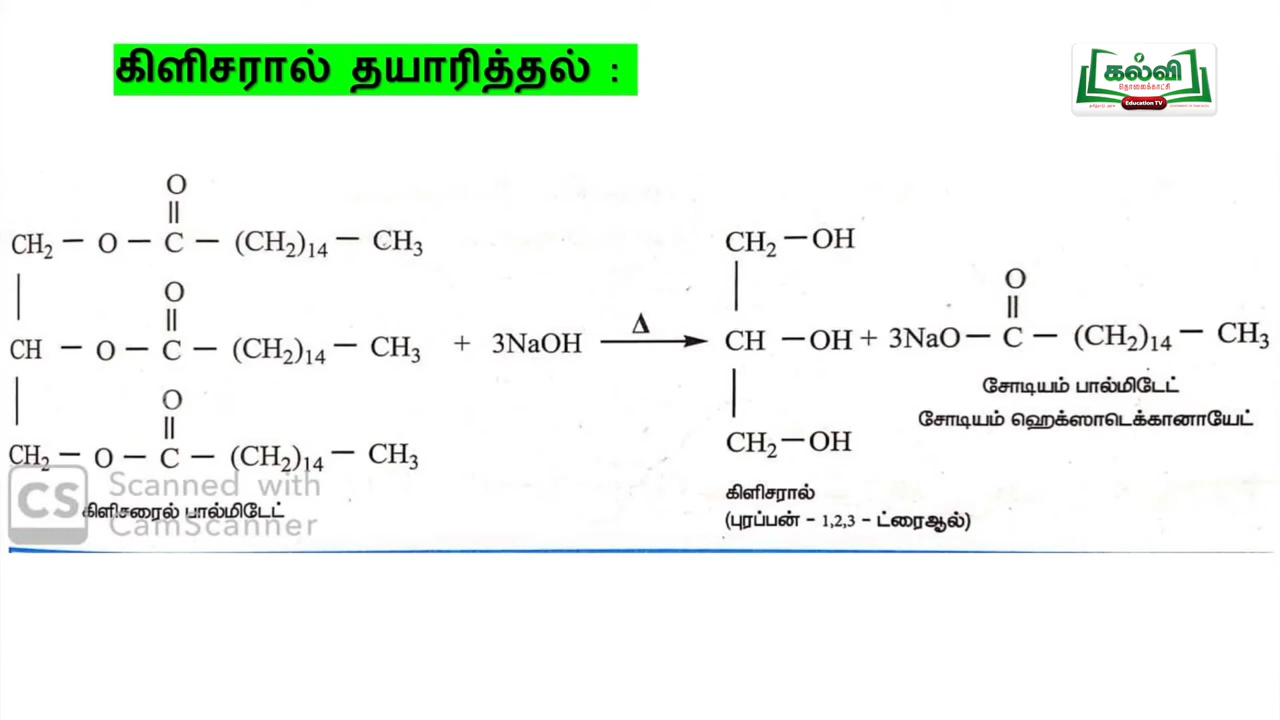 கிளிசரால் தயாரித்தல் :
கல்வி
தொலைக்காட்சி
Education TV
O
||
CH₂ — O — C — (CH₂)₁₄ — CH₃
O
||
CH — O — C — (CH₂)₁₄ — CH₃ + 3NaOH
O
||
CH₂ — O — C — (CH₂)₁₄ — CH₃
கிளிசரைல் பால்மிடேட்
Δ
CH₂ —OH
O
||
CH —OH + 3NaO— C — (CH₂)₁₄ — CH₃
சோடியம் பால்மிடேட்
சோடியம் ஹெக்ஸாடெக்கானாயேட்
CH₂—OH
கிளிசரால்
(புரப்பன் - 1,2,3 - ட்ரைஆல்)
CS
Scanned with
CamScanner